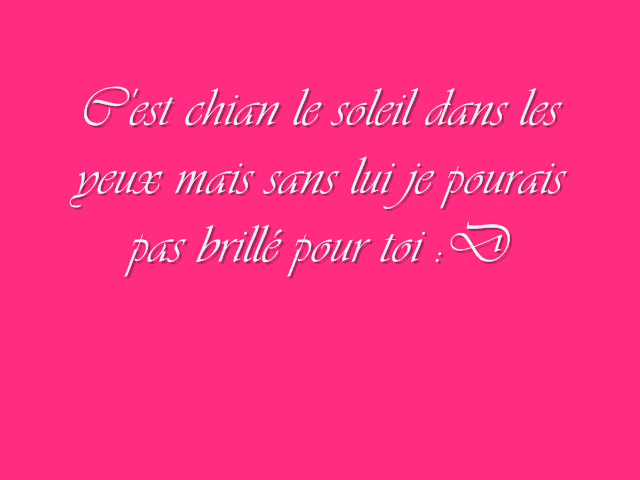 C'est chian le soleil dans les
yeux mais sans lui je pourais
pas brillé pour toi :D